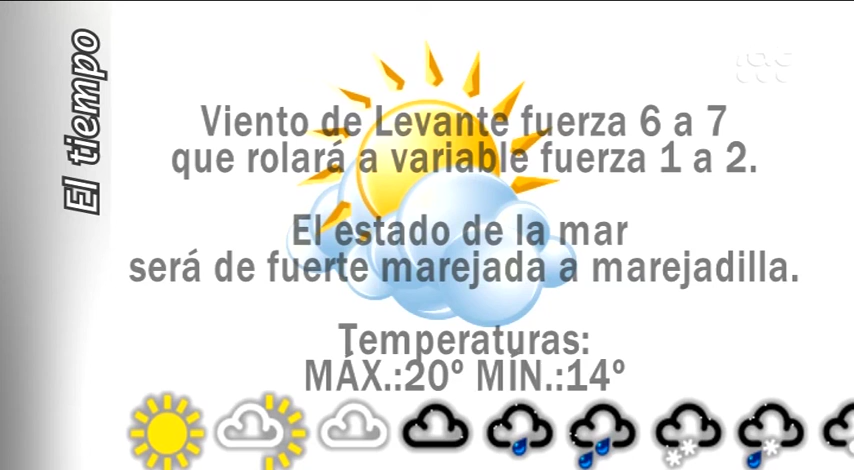 El tiempo
Viento de Levante fuerza 6 a 7
que rolará a variable fuerza 1 a 2.
El estado de la mar
será de fuerte marejada a marejadilla.
Temperaturas:
MÁX.:20º MÍN.:14º